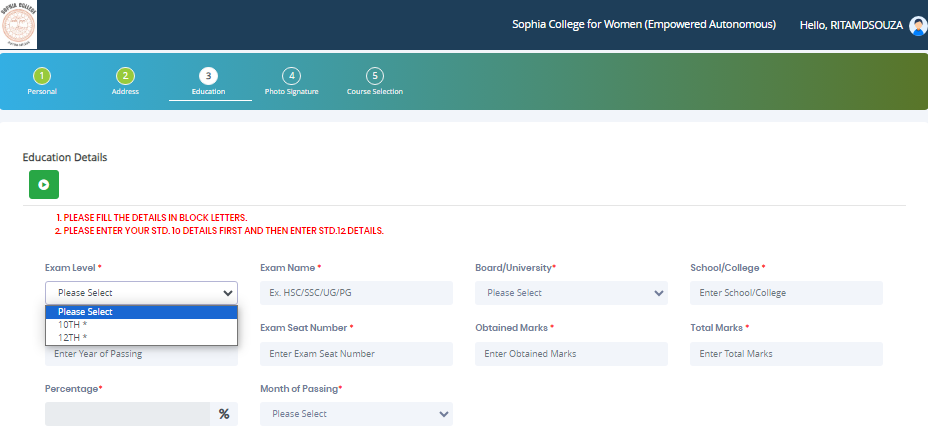 SOPHIA COLLEGE
Sophia College for Women (Empowered Autonomous)
Hello, RITAMDSOUZA
1 2 3 4 5
Personal Address Education Photo Signature Course Selection
Education Details
1. PLEASE FILL THE DETAILS IN BLOCK LETTERS.
2. PLEASE ENTER YOUR STD. 10 DETAILS FIRST AND THEN ENTER STD.12 DETAILS.
Exam Level * Exam Name * Board/University* School/College *
Please Select Ex. HSC/SSC/UG/PG Please Select Enter School/College
Please Select
10TH *
12TH *
Exam Seat Number * Obtained Marks * Total Marks *
Enter Year of Passing Enter Exam Seat Number Enter Obtained Marks Enter Total Marks
Percentage* Month of Passing*
% Please Select